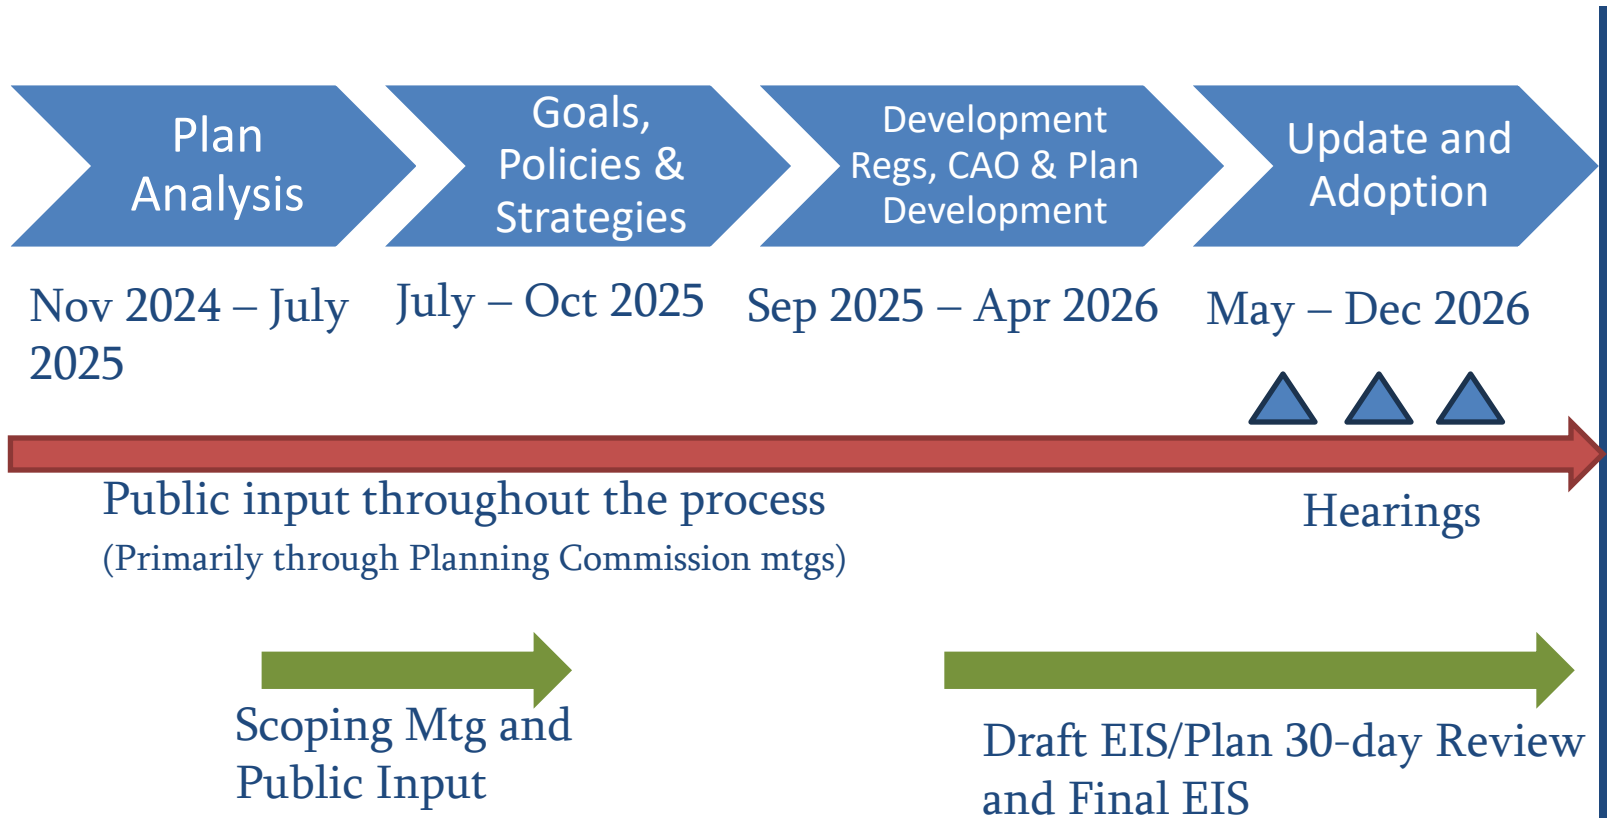 Plan
Analysis
Goals,
Policies &
Strategies
Development
Regs, CAO & Plan
Development
Update and
Adoption
Nov 2024 – July
2025
July – Oct 2025
Sep 2025 – Apr 2026
May – Dec 2026
Public input throughout the process
(Primarily through Planning Commission mtgs)
Hearings
Scoping Mtg and
Public Input
Draft EIS/Plan 30-day Review
and Final EIS